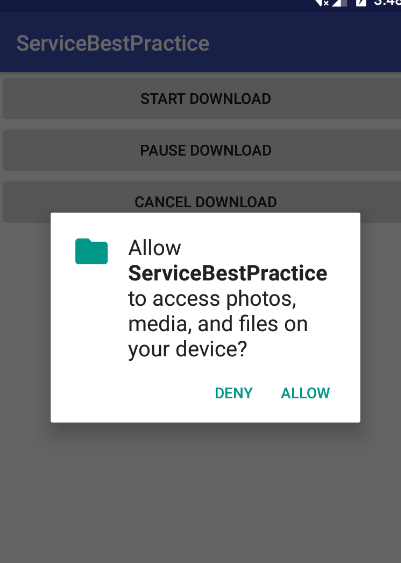 3:48
ServiceBestPractice
START DOWNLOAD
PAUSE DOWNLOAD
CANCEL DOWNLOAD
Allow
ServiceBestPractice
to access photos,
media, and files on
your device?
DENY ALLOW